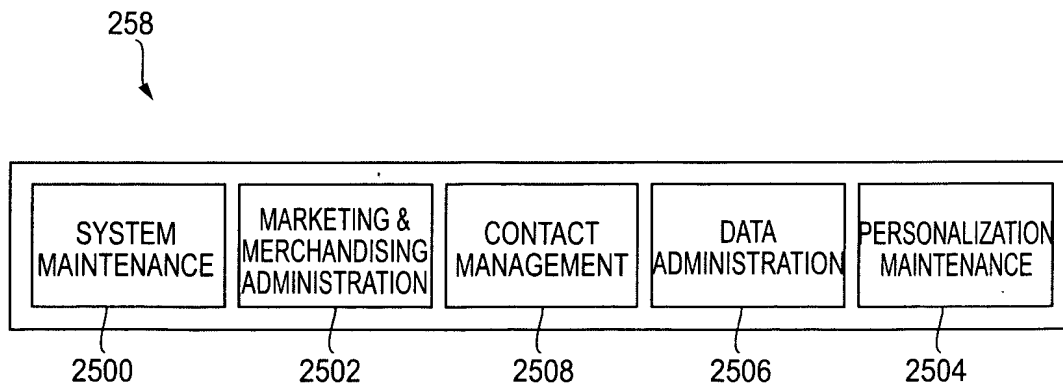 258
SYSTEM
MAINTENANCE
MARKETING &
MERCHANDISING
ADMINISTRATION
CONTACT
MANAGEMENT
DATA
ADMINISTRATION
PERSONALIZATION
MAINTENANCE
2500
2502
2508
2506
2504